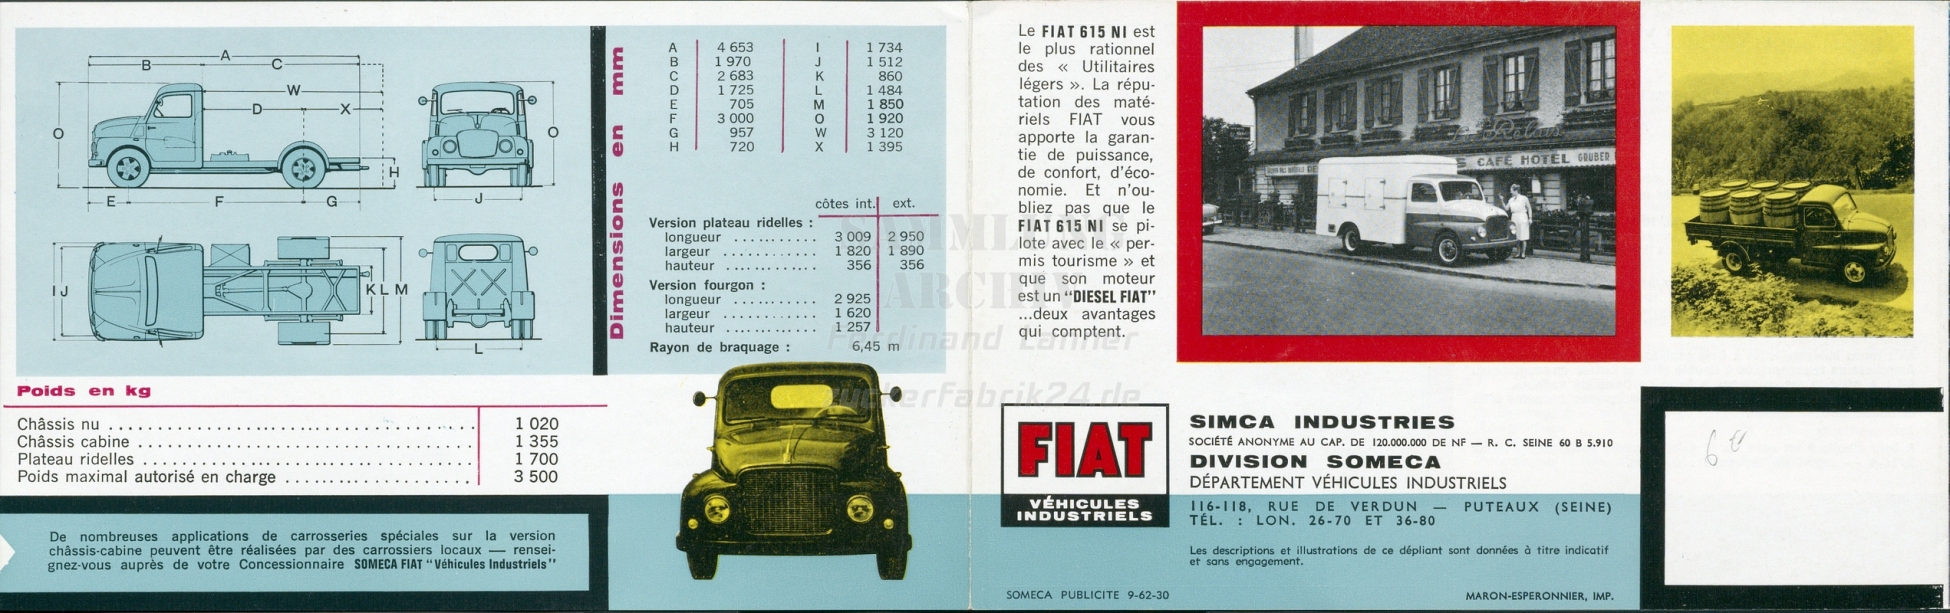 A
B C
W
D X
O
O
H
E F G
J
I J
K L M
L
Dimensions en mm
A 4 653 I 1 734
B 1 970 J 1 512
C 2 683 K 860
D 1 725 L 1 484
E 705 M 1 850
F 3 000 O 1 920
G 957 W 3 120
H 720 X 1 395
côtes int. ext.
Version plateau ridelles :
longueur ........... 3 009 2 950
largeur ............ 1 820 1 890
hauteur ............ 356 356
Version fourgon :
longueur ........... 2 925
largeur ............ 1 620
hauteur ............ 1 257
Rayon de braquage : 6,45 m
Poids en kg
Châssis nu ........................ 1 020
Châssis cabine .................... 1 355
Plateau ridelles .................. 1 700
Poids maximal autorisé en charge ........ 3 500
De nombreuses applications de carrosseries spéciales sur la version
châssis-cabine peuvent être réalisées par des carrossiers locaux — rensei-
gnez-vous auprès de votre Concessionnaire SOMECA FIAT "Véhicules Industriels"
Le FIAT 615 NI est
le plus rationnel
des « Utilitaires
légers ». La répu-
tation des maté-
riels FIAT vous
apporte la garan-
tie de puissance,
de confort, d'éco-
nomie. Et n'ou-
bliez pas que le
FIAT 615 NI se pi-
lote avec le « per-
mis tourisme » et
que son moteur
est un "DIESEL FIAT"
...deux avantages
qui comptent.
SAMMLUNG
ARCHIV
Ferdinand Lanner
zuckerfabrik24.de
Relais
S CAFÉ HOTEL GRUBER
FIAT
VÉHICULES
INDUSTRIELS
SIMCA INDUSTRIES
SOCIÉTÉ ANONYME AU CAP. DE 120.000.000 DE NF — R. C. SEINE 60 B 5.910
DIVISION SOMECA
DÉPARTEMENT VÉHICULES INDUSTRIELS
116-118, RUE DE VERDUN — PUTEAUX (SEINE)
TÉL. : LON. 26-70 ET 36-80
Les descriptions et illustrations de ce dépliant sont données à titre indicatif
et sans engagement.
SOMECA PUBLICITE 9-62-30
MARON-ESPERONNIER, IMP.